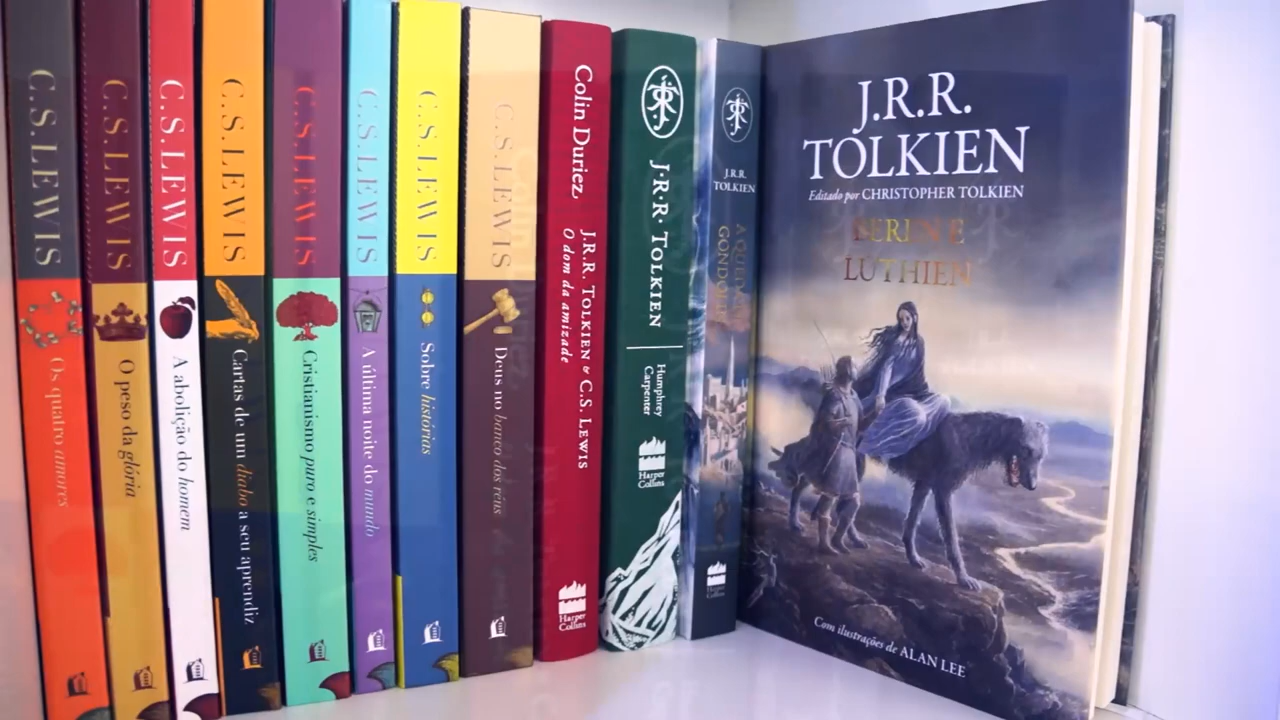 C.S. LEWIS
Os quatro amores
C.S. LEWIS
O peso da glória
C.S. LEWIS
A abolição do homem
C.S. LEWIS
Cartas de um diabo a seu aprendiz
C.S. LEWIS
Cristianismo puro e simples
C.S. LEWIS
A última noite do mundo
C.S. LEWIS
Sobre histórias
C.S. LEWIS
Deus no banco dos réus
Colin Duriez
J.R.R. TOLKIEN & C.S. LEWIS
O dom da amizade
Harper
Collins
J·R·R· TOLKIEN
Humphrey
Carpenter
Harper
Collins
J.R.R.
TOLKIEN
A QUEDA DE
GONDOLIN
Harper
Collins
J.R.R.
TOLKIEN
Editado por CHRISTOPHER TOLKIEN
BEREN E
LÚTHIEN
Com ilustrações de ALAN LEE